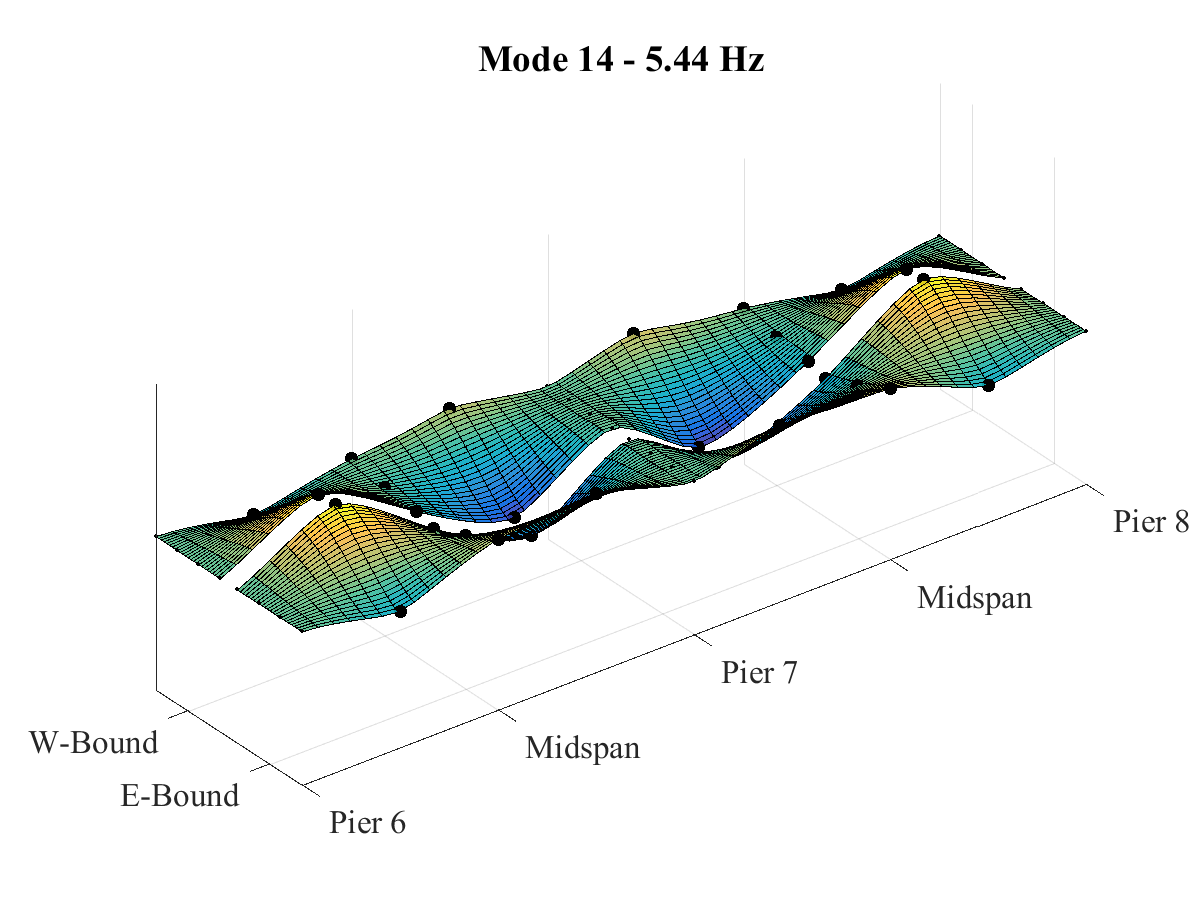 Mode 14 - 5.44 Hz
Pier 8
Midspan
Pier 7
W-Bound
Midspan
E-Bound
Pier 6